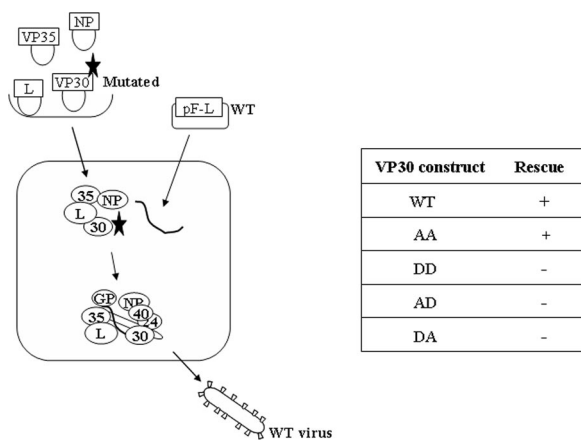 NP
VP35
L
VP30
Mutated
pF-L
WT
35
NP
L
30
GP
NP
40
35
24
L
30
WT virus
VP30 construct Rescue
WT +
AA +
DD -
AD -
DA -